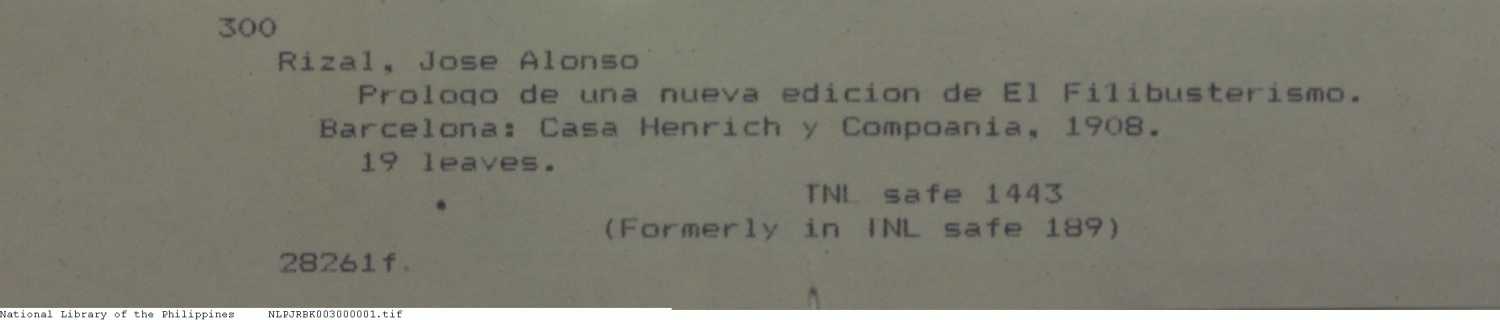 300
Rizal, Jose Alonso
Prologo de una nueva edicion de El Filibusterismo.
Barcelona: Casa Henrich y Compoania, 1908.
19 leaves.
TNL safe 1443
(Formerly in TNL safe 189)
28261f.
National Library of the Philippines NLPJRBK003000001.tif